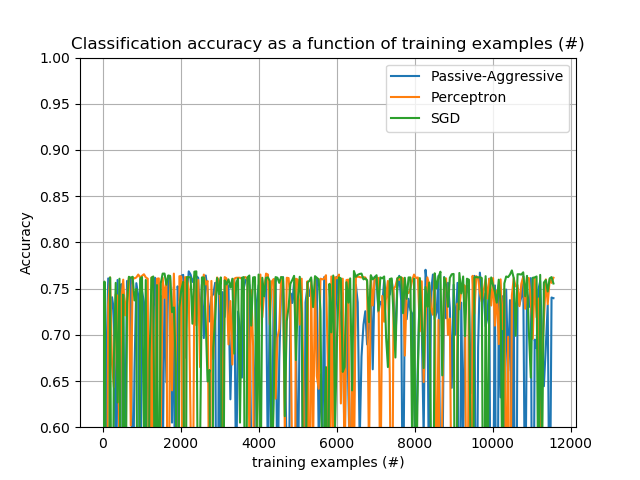 Classification accuracy as a function of training examples (#)
Passive-Aggressive
Perceptron
SGD
Accuracy
1.00
0.95
0.90
0.85
0.80
0.75
0.70
0.65
0.60
0
2000
4000
6000
8000
10000
12000
training examples (#)